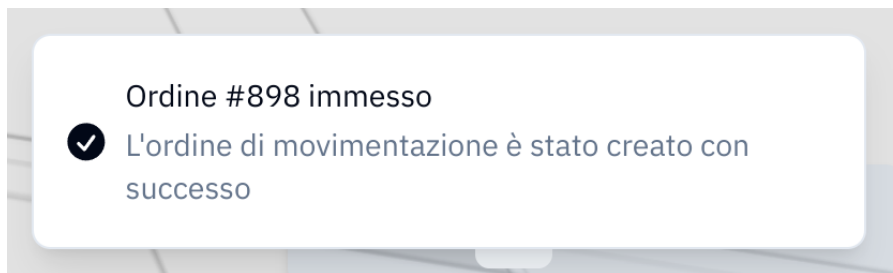 Ordine #898 immesso
L'ordine di movimentazione è stato creato con
successo